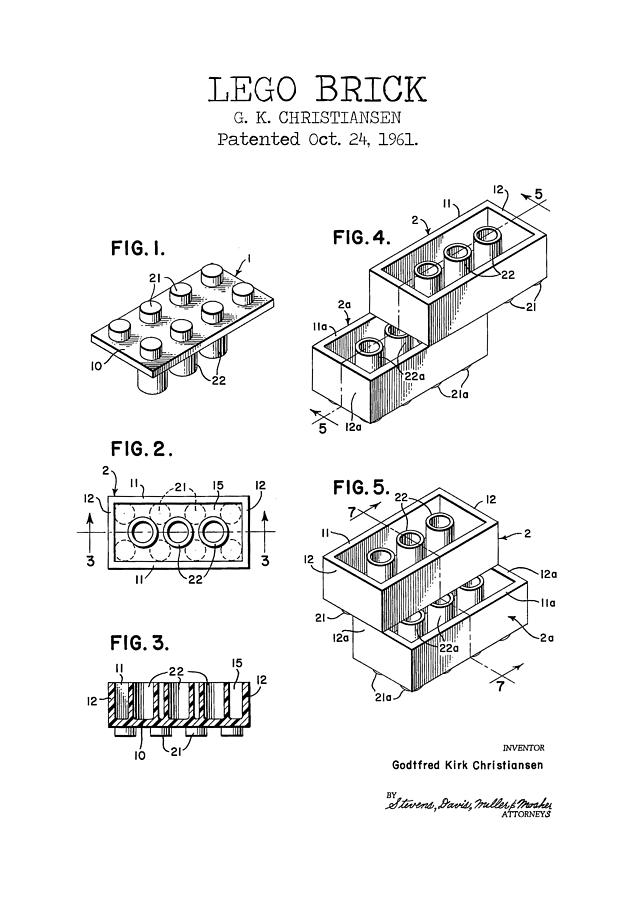 LEGO BRICK
G. K. CHRISTIANSEN
Patented Oct. 24, 1961.
FIG. 1.
21
1
10
22
FIG. 4.
2
11
12
5
22
21
2a
11a
22a
21a
12a
5
FIG. 2.
2
11
21
15
12
12
3
3
11
22
FIG. 5.
7
22
12
11
12
2
12a
11a
21
12a
22a
2a
21a
7
FIG. 3.
11
22
15
12
12
10
21
INVENTOR
Godtfred Kirk Christiansen
BY
Stevens, Davis, Miller & Mosher
ATTORNEYS